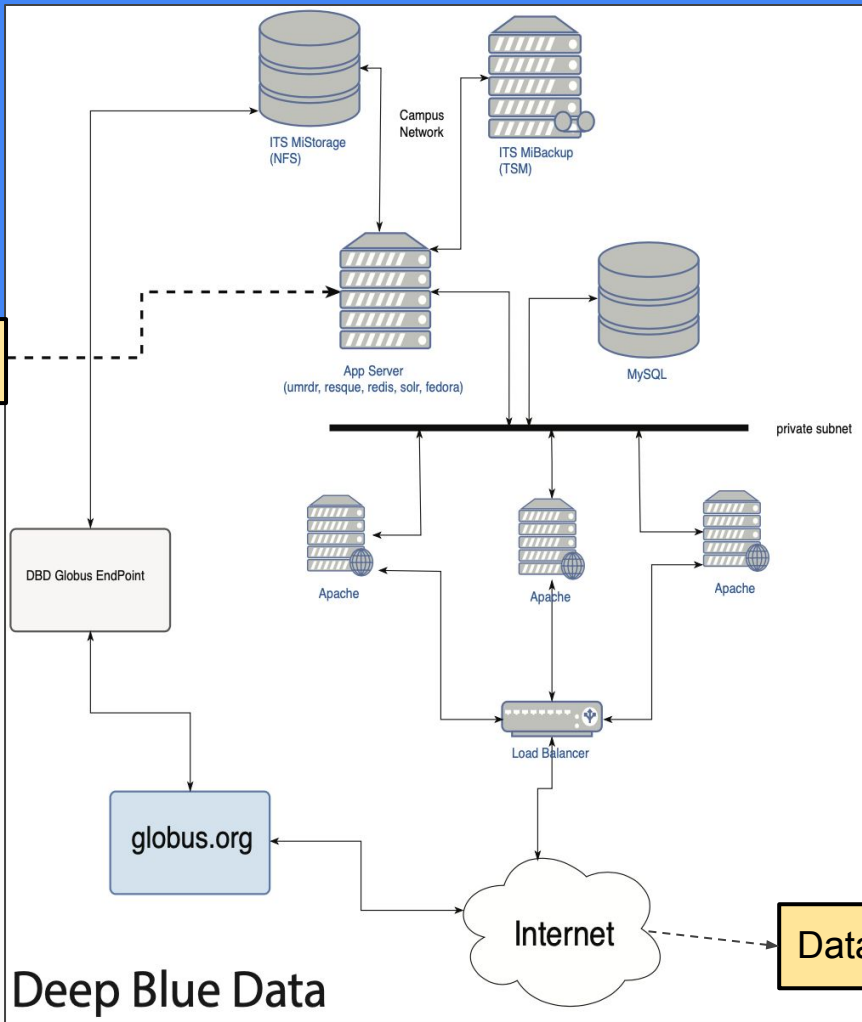 Campus
Network
ITS MiStorage
(NFS)
ITS MiBackup
(TSM)
App Server
(umrdr, resque, redis, solr, fedora)
MySQL
private subnet
DBD Globus EndPoint
Apache
Apache
Apache
Load Balancer
globus.org
Internet
Data
Deep Blue Data